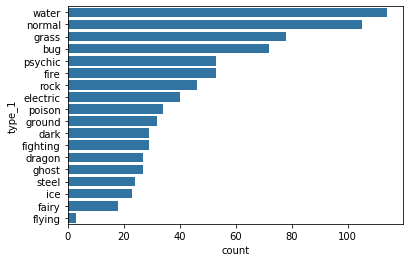 water
normal
grass
bug
psychic
fire
rock
electric
poison
ground
dark
fighting
dragon
ghost
steel
ice
fairy
flying
type_1
0 20 40 60 80 100
count